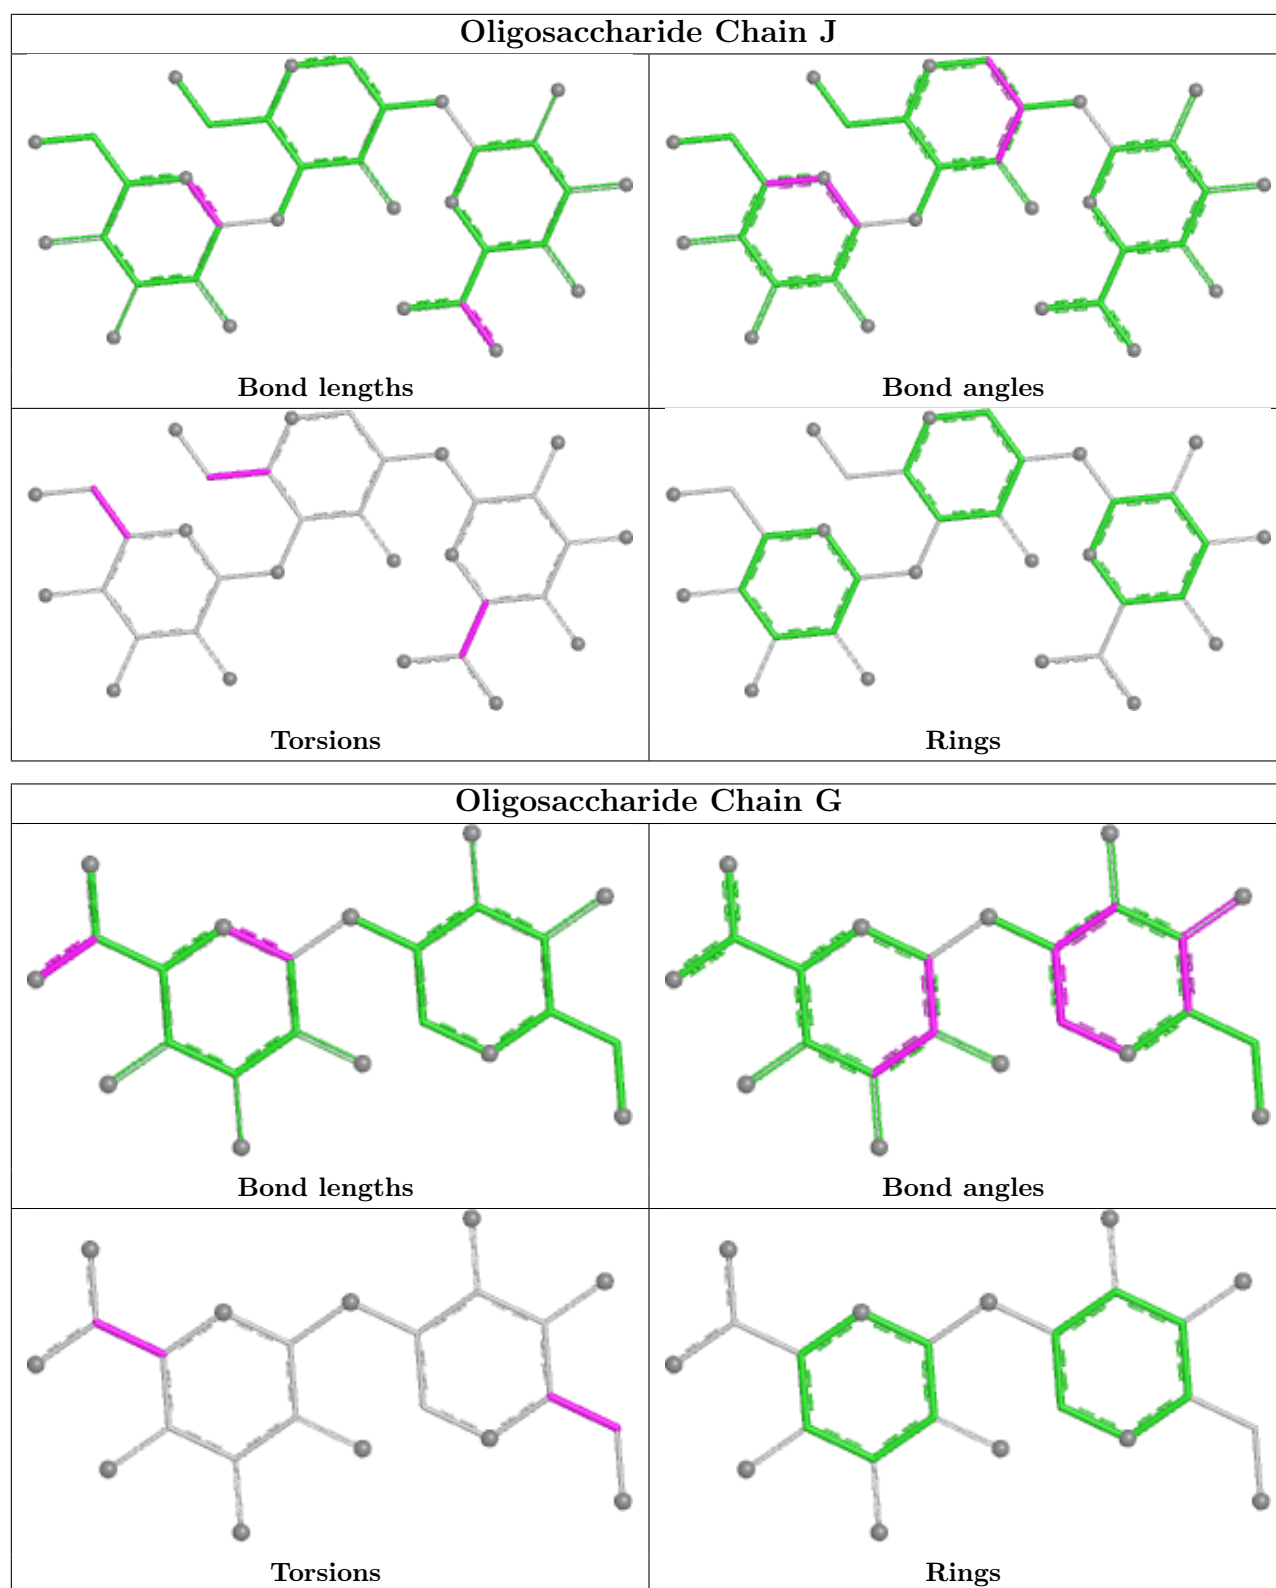 Oligosaccharide Chain J
Bond lengths
Bond angles
Torsions
Rings
Oligosaccharide Chain G
Bond lengths
Bond angles
Torsions
Rings